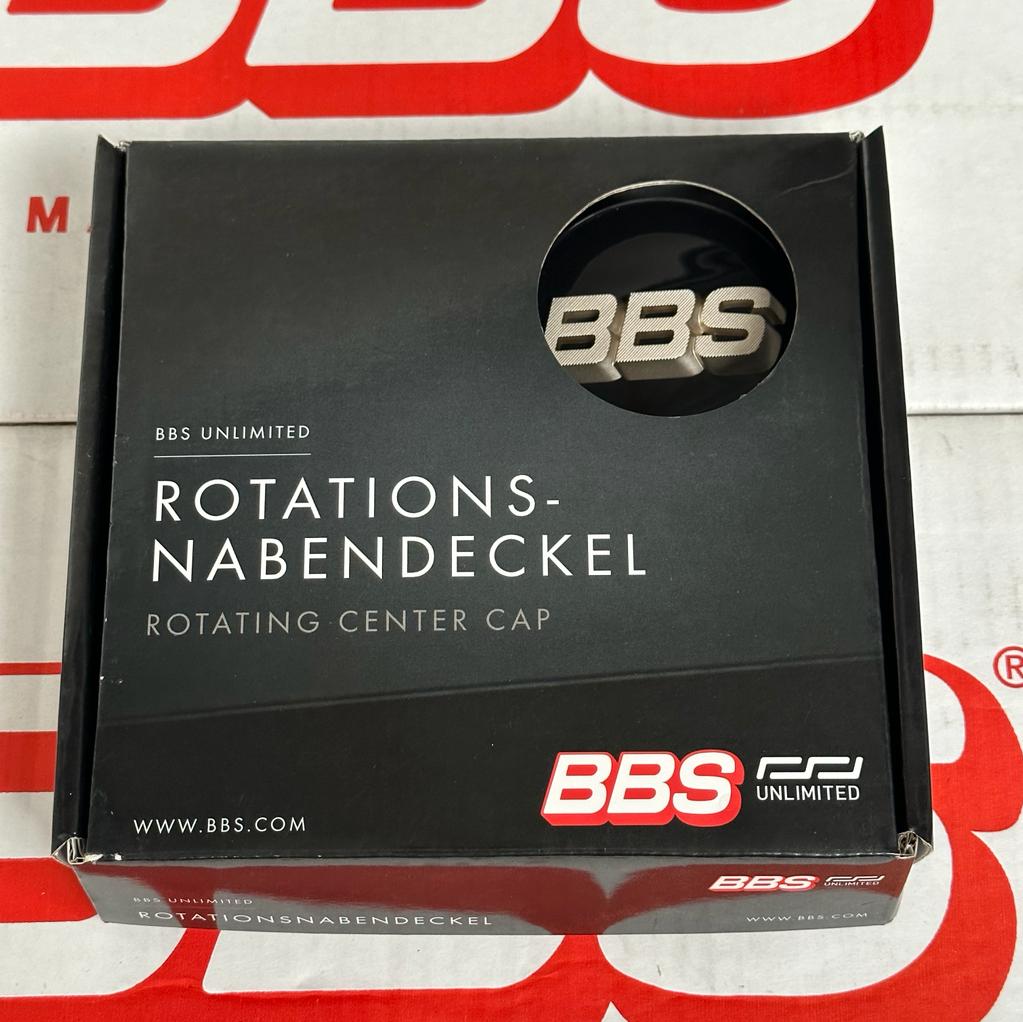 M
BBS
BBS UNLIMITED
ROTATIONS-
NABENDECKEL
ROTATING CENTER CAP
®
BBS UNLIMITED
WWW.BBS.COM
BBS UNLIMITED
BBS UNLIMITED
ROTATIONSNABENDECKEL
WWW.BBS.COM